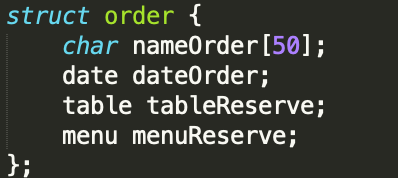 struct order {
    char nameOrder[50];
    date dateOrder;
    table tableReserve;
    menu menuReserve;
};